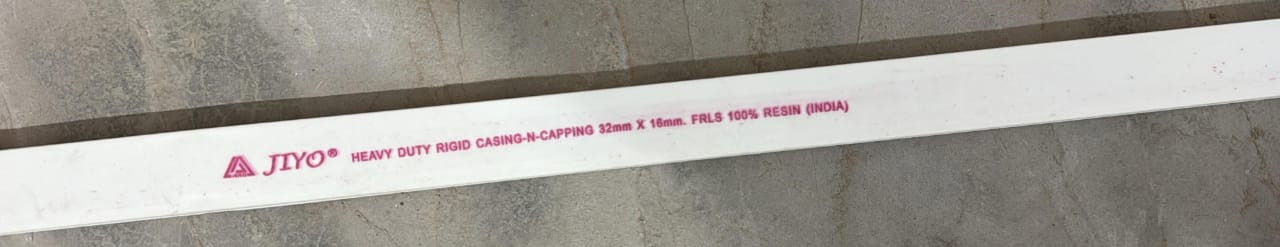 JIYO® HEAVY DUTY RIGID CASING-N-CAPPING 32mm X 16mm. FRLS 100% RESIN (INDIA)